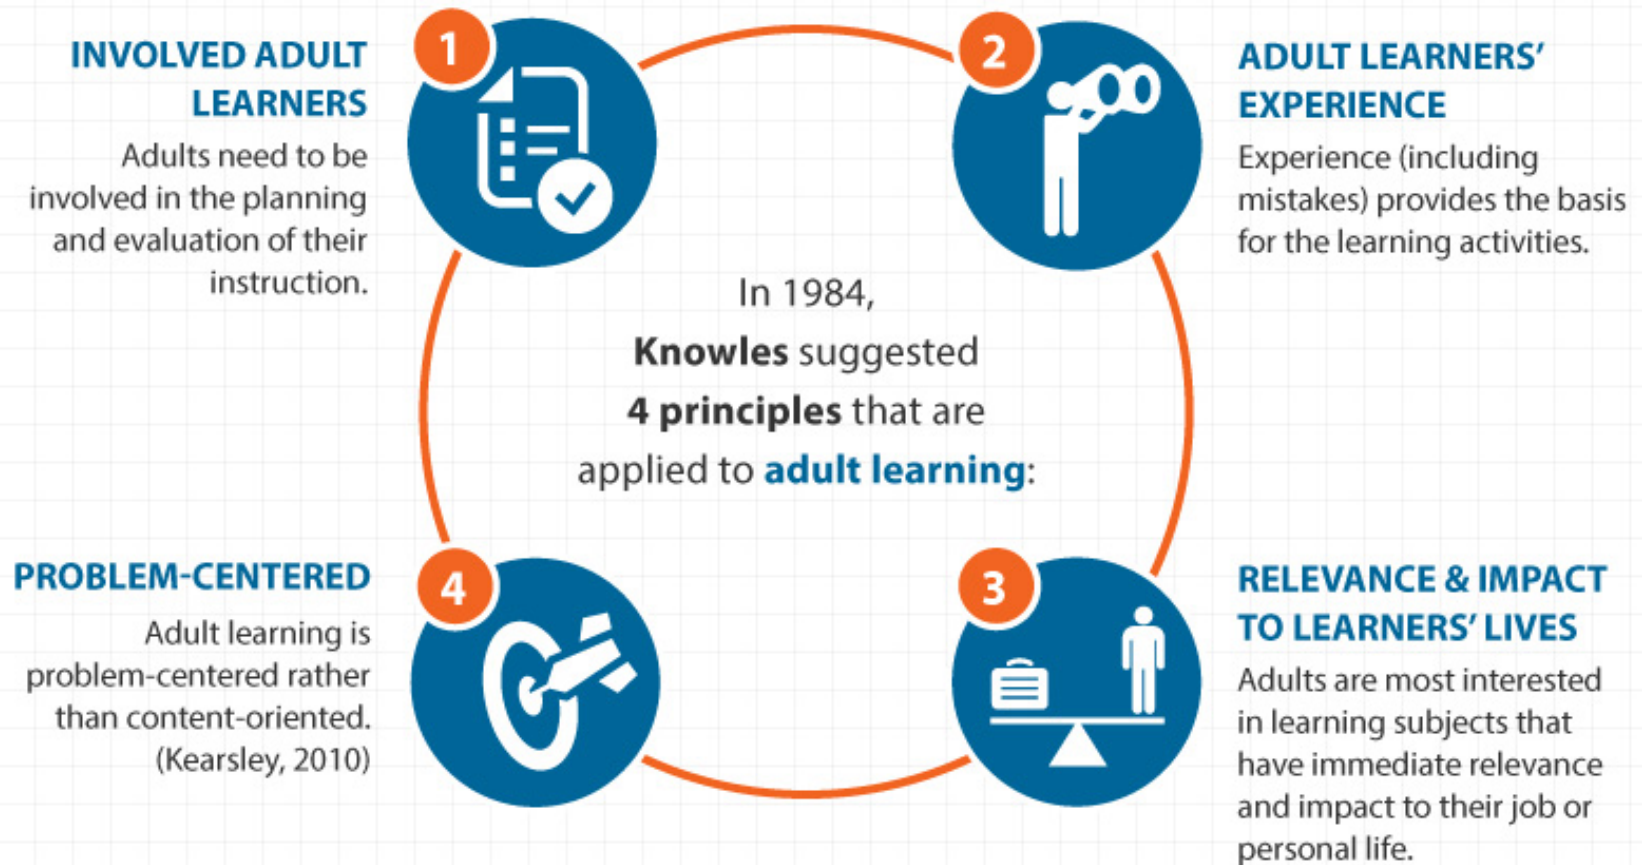 1
INVOLVED ADULT
LEARNERS
Adults need to be
involved in the planning
and evaluation of their
instruction.
2
ADULT LEARNERS’
EXPERIENCE
Experience (including
mistakes) provides the basis
for the learning activities.
In 1984,
Knowles suggested
4 principles that are
applied to adult learning:
3
RELEVANCE & IMPACT
TO LEARNERS’ LIVES
Adults are most interested
in learning subjects that
have immediate relevance
and impact to their job or
personal life.
4
PROBLEM-CENTERED
Adult learning is
problem-centered rather
than content-oriented.
(Kearsley, 2010)